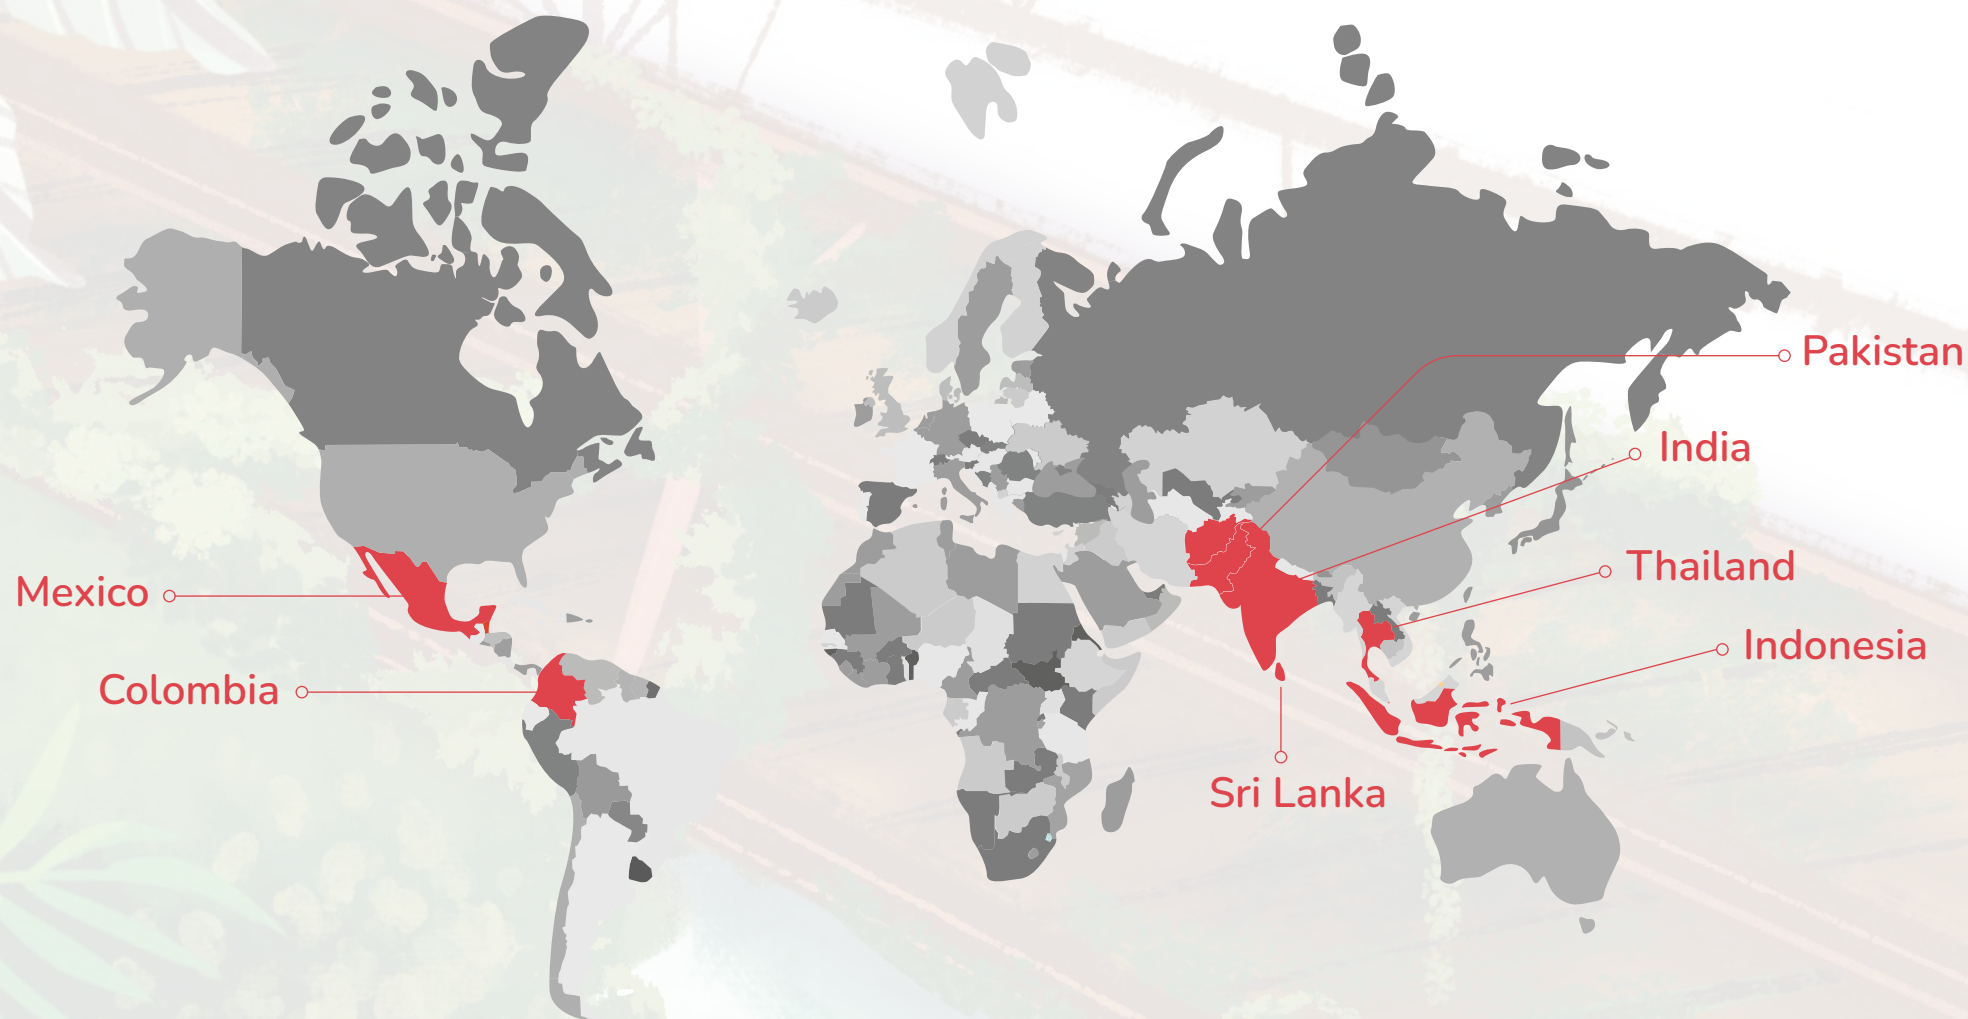 Pakistan
India
Thailand
Mexico
Indonesia
Colombia
Sri Lanka